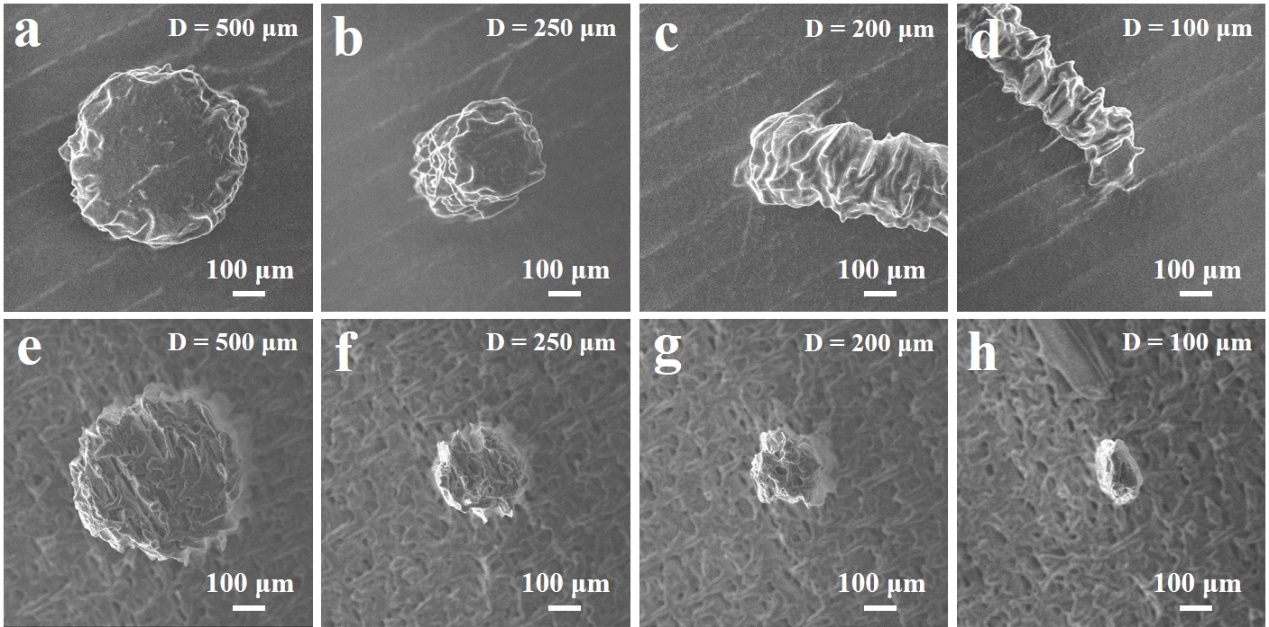 a D = 500 μm
100 μm
b D = 250 μm
100 μm
c D = 200 μm
100 μm
d D = 100 μm
100 μm
e D = 500 μm
100 μm
f D = 250 μm
100 μm
g D = 200 μm
100 μm
h D = 100 μm
100 μm